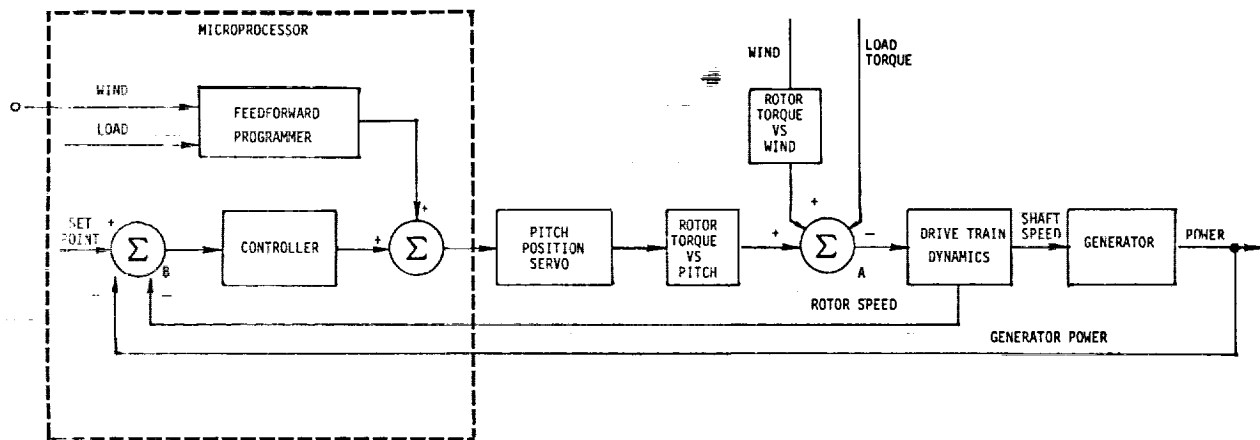 MICROPROCESSOR
WIND
LOAD
FEEDFORWARD
PROGRAMMER
+
SET
POINT
+
Σ
B
−
−
CONTROLLER
+
Σ
PITCH
POSITION
SERVO
ROTOR
TORQUE
VS
PITCH
WIND
LOAD
TORQUE
ROTOR
TORQUE
VS
WIND
+
+
Σ
−
A
DRIVE TRAIN
DYNAMICS
SHAFT
SPEED
GENERATOR
POWER
ROTOR SPEED
GENERATOR POWER